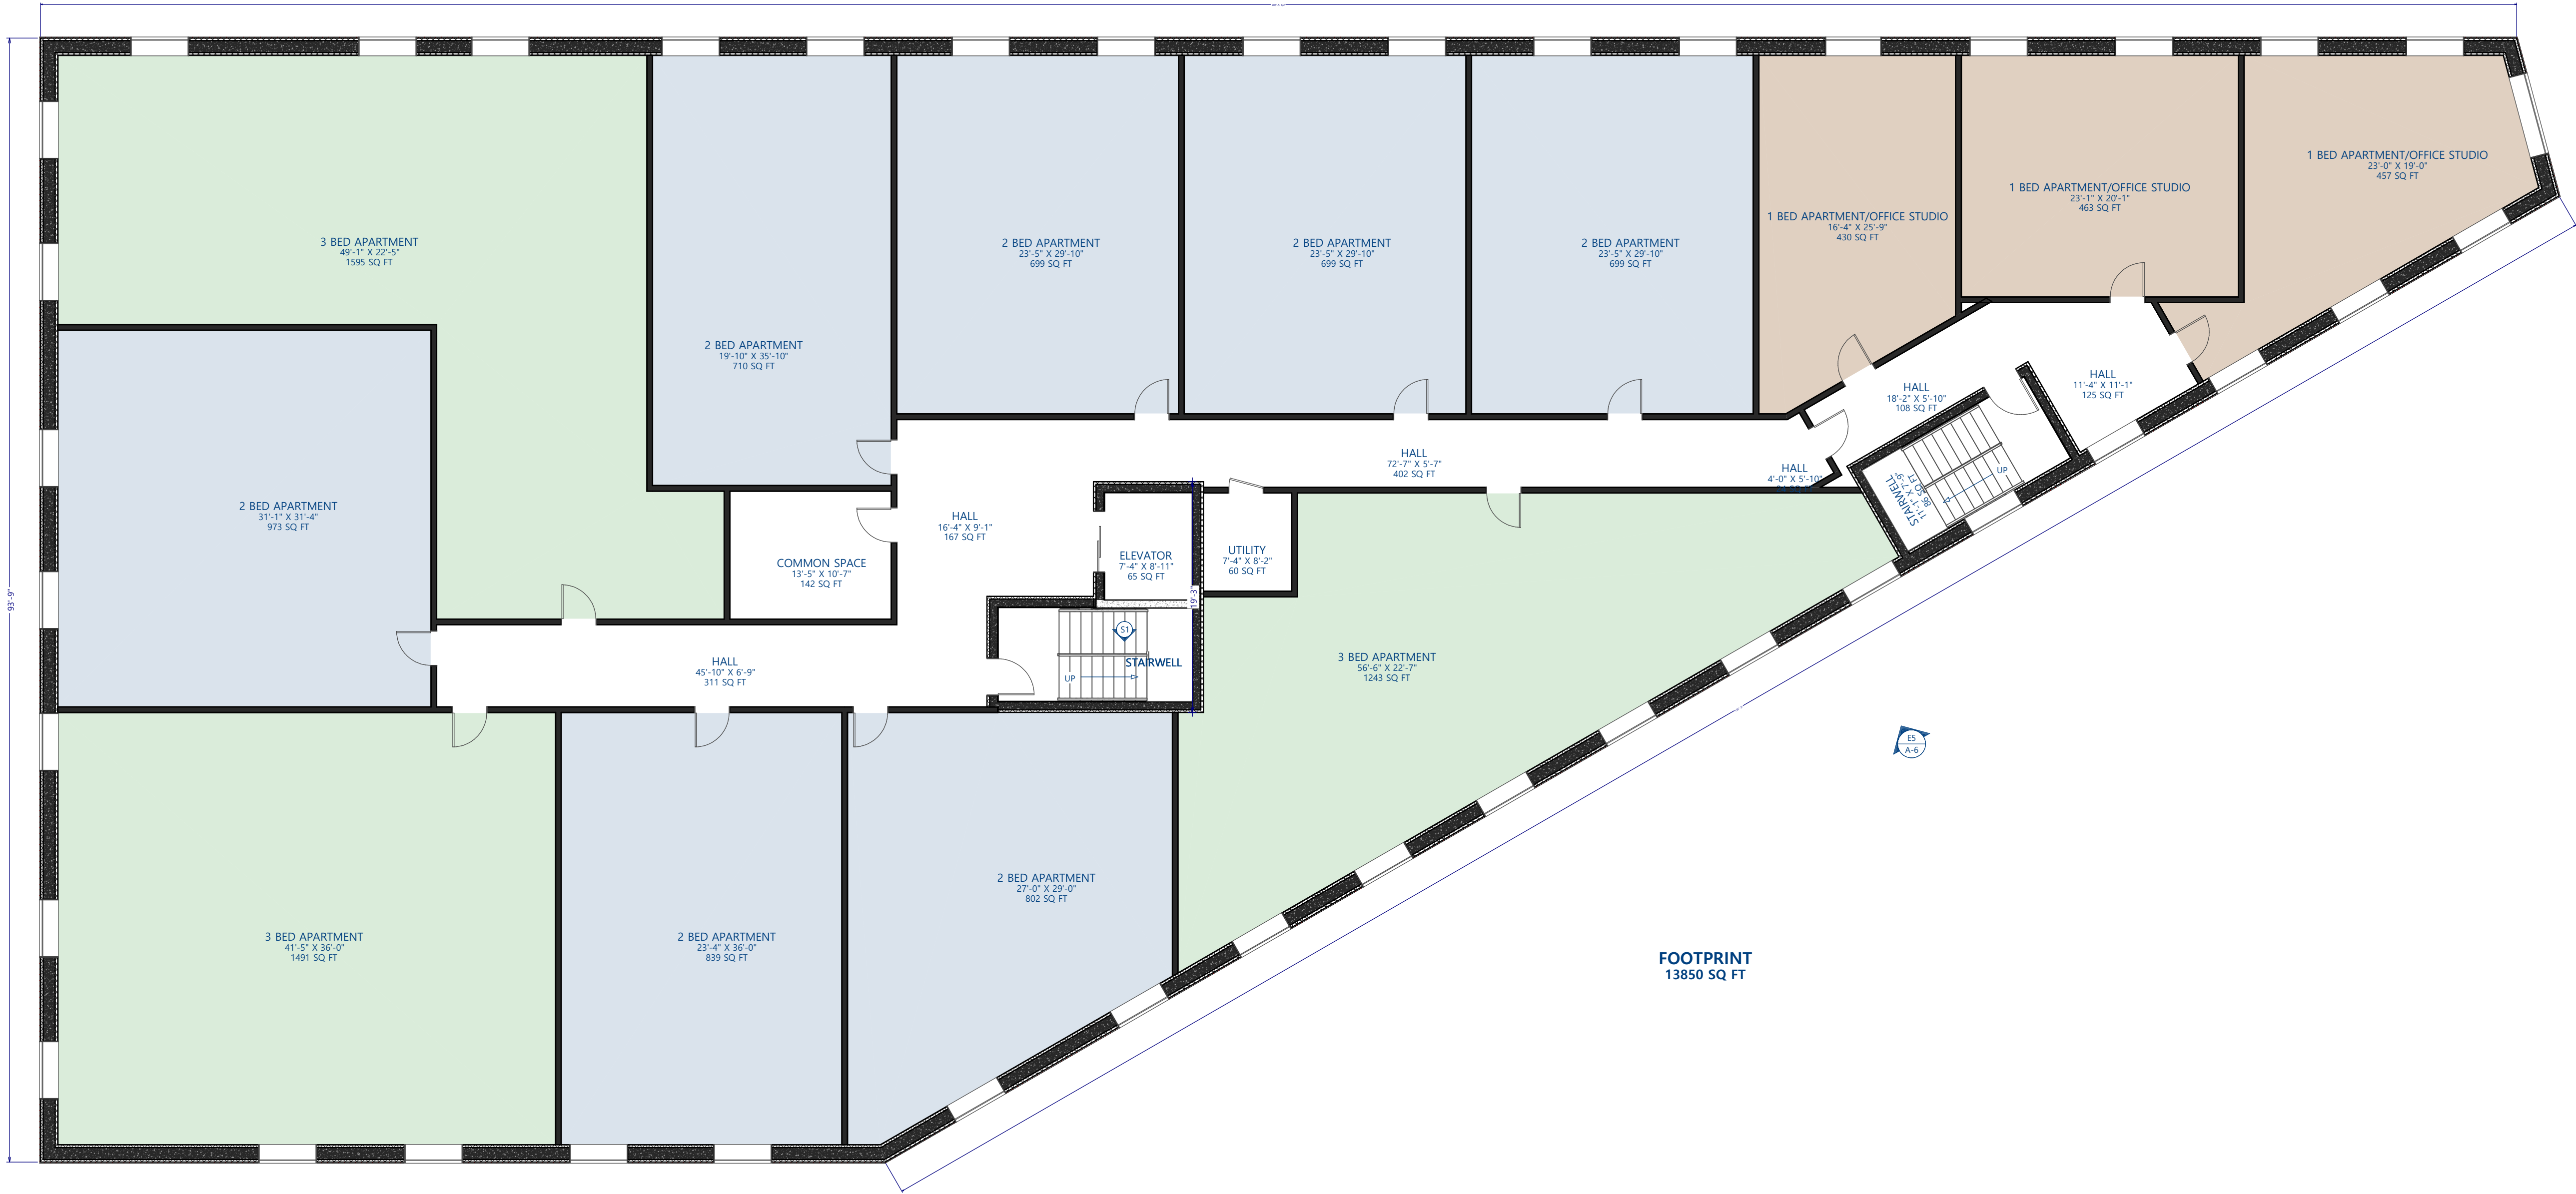 3 BED APARTMENT
49'-1" X 22'-5"
1595 SQ FT
2 BED APARTMENT
19'-10" X 35'-10"
710 SQ FT
2 BED APARTMENT
23'-5" X 29'-10"
699 SQ FT
2 BED APARTMENT
23'-5" X 29'-10"
699 SQ FT
2 BED APARTMENT
23'-5" X 29'-10"
699 SQ FT
1 BED APARTMENT/OFFICE STUDIO
16'-4" X 25'-9"
430 SQ FT
1 BED APARTMENT/OFFICE STUDIO
23'-1" X 20'-1"
463 SQ FT
1 BED APARTMENT/OFFICE STUDIO
23'-0" X 19'-0"
457 SQ FT
HALL
18'-2" X 5'-10"
108 SQ FT
HALL
11'-4" X 11'-1"
125 SQ FT
HALL
72'-7" X 5'-7"
402 SQ FT
HALL
4'-0" X 5'-10"
STAIRWELL
11'-1" X 7'-9"
86 SQ FT
UP
2 BED APARTMENT
31'-1" X 31'-4"
973 SQ FT
COMMON SPACE
13'-5" X 10'-7"
142 SQ FT
HALL
16'-4" X 9'-1"
167 SQ FT
ELEVATOR
7'-4" X 8'-11"
65 SQ FT
UTILITY
7'-4" X 8'-2"
60 SQ FT
19'-3"
93'-9"
HALL
45'-10" X 6'-9"
311 SQ FT
S1
STAIRWELL
UP
3 BED APARTMENT
56'-6" X 22'-7"
1243 SQ FT
E5
A-6
3 BED APARTMENT
41'-5" X 36'-0"
1491 SQ FT
2 BED APARTMENT
23'-4" X 36'-0"
839 SQ FT
2 BED APARTMENT
27'-0" X 29'-0"
802 SQ FT
FOOTPRINT
13850 SQ FT